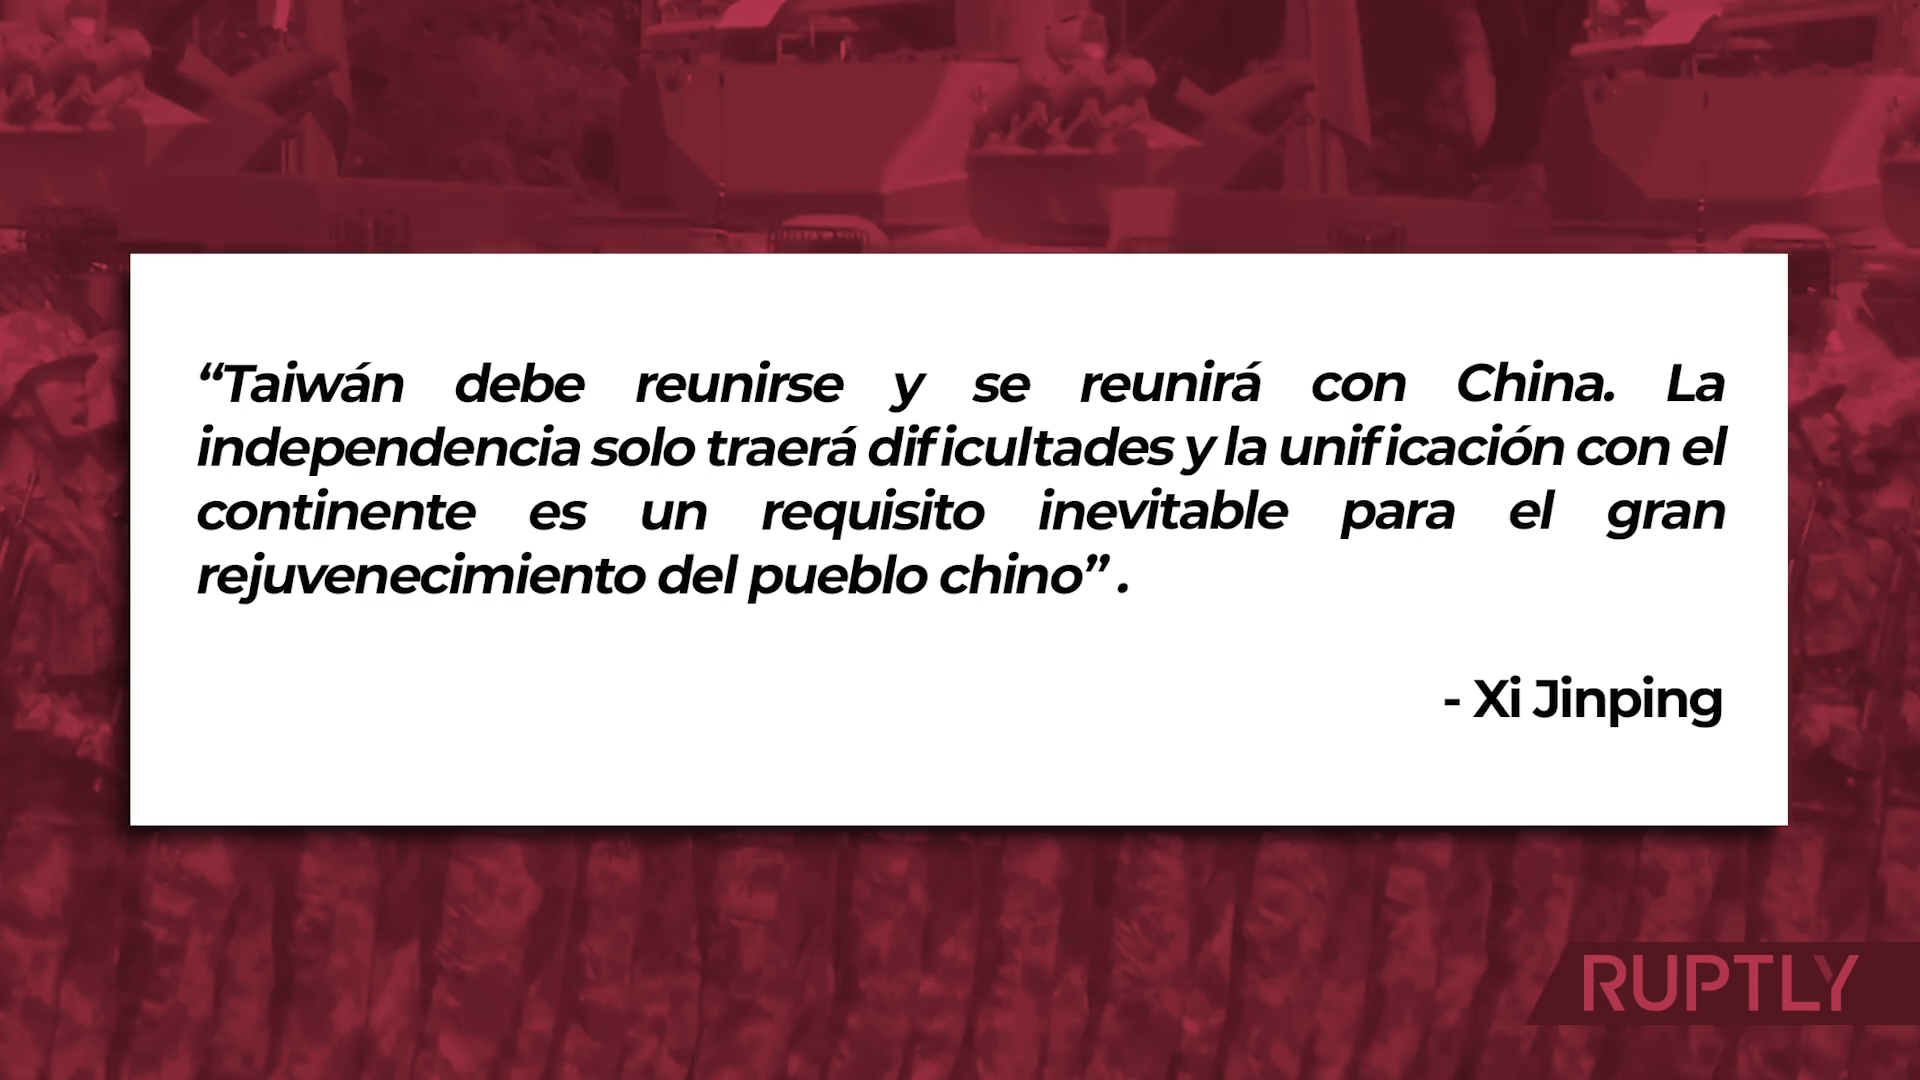 “Taiwán debe reunirse y se reunirá con China. La
independencia solo traerá dificultades y la unificación con el
continente es un requisito inevitable para el gran
rejuvenecimiento del pueblo chino” .
- Xi Jinping
RUPTLY